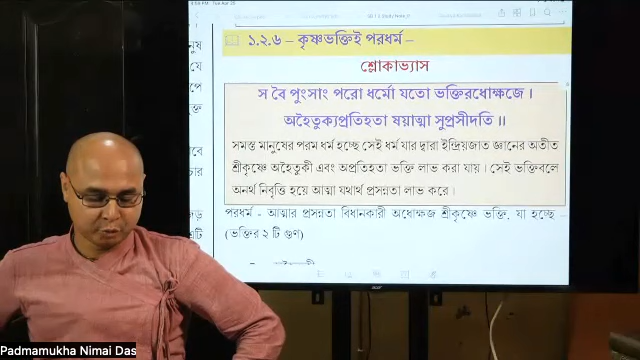 ১.২.৬ – কৃষ্ণভক্তিই পরধর্ম –
শ্লোকাভ্যাস
স বৈ পুংসাং পরো ধর্মো যতো ভক্তিরধোক্ষজে ।
অহৈতুক্যপ্রতিহতা যয়াত্মা সুপ্রসীদতি ॥
সমস্ত মানুষের পরম ধর্ম হচ্ছে সেই ধর্ম যার দ্বারা ইন্দ্রিয়জাত জ্ঞানের অতীত
শ্রীকৃষ্ণে অহৈতুকী এবং অপ্রতিহতা ভক্তি লাভ করা যায়। সেই ভক্তিবলে
অনর্থ নিবৃত্তি হয়ে আত্মা যথার্থ প্রসন্নতা লাভ করে।
পরধর্ম - আত্মার প্রসন্নতা বিধানকারী অধোক্ষজ শ্রীকৃষ্ণে ভক্তি, যা হচ্ছে
(ভক্তির ২ টি গুণ)
Padmamukha Nimai Das